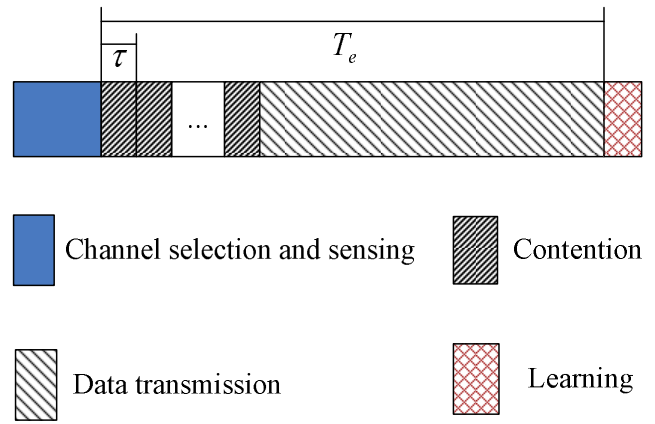 T_e
τ
...
Channel selection and sensing
Contention
Data transmission
Learning